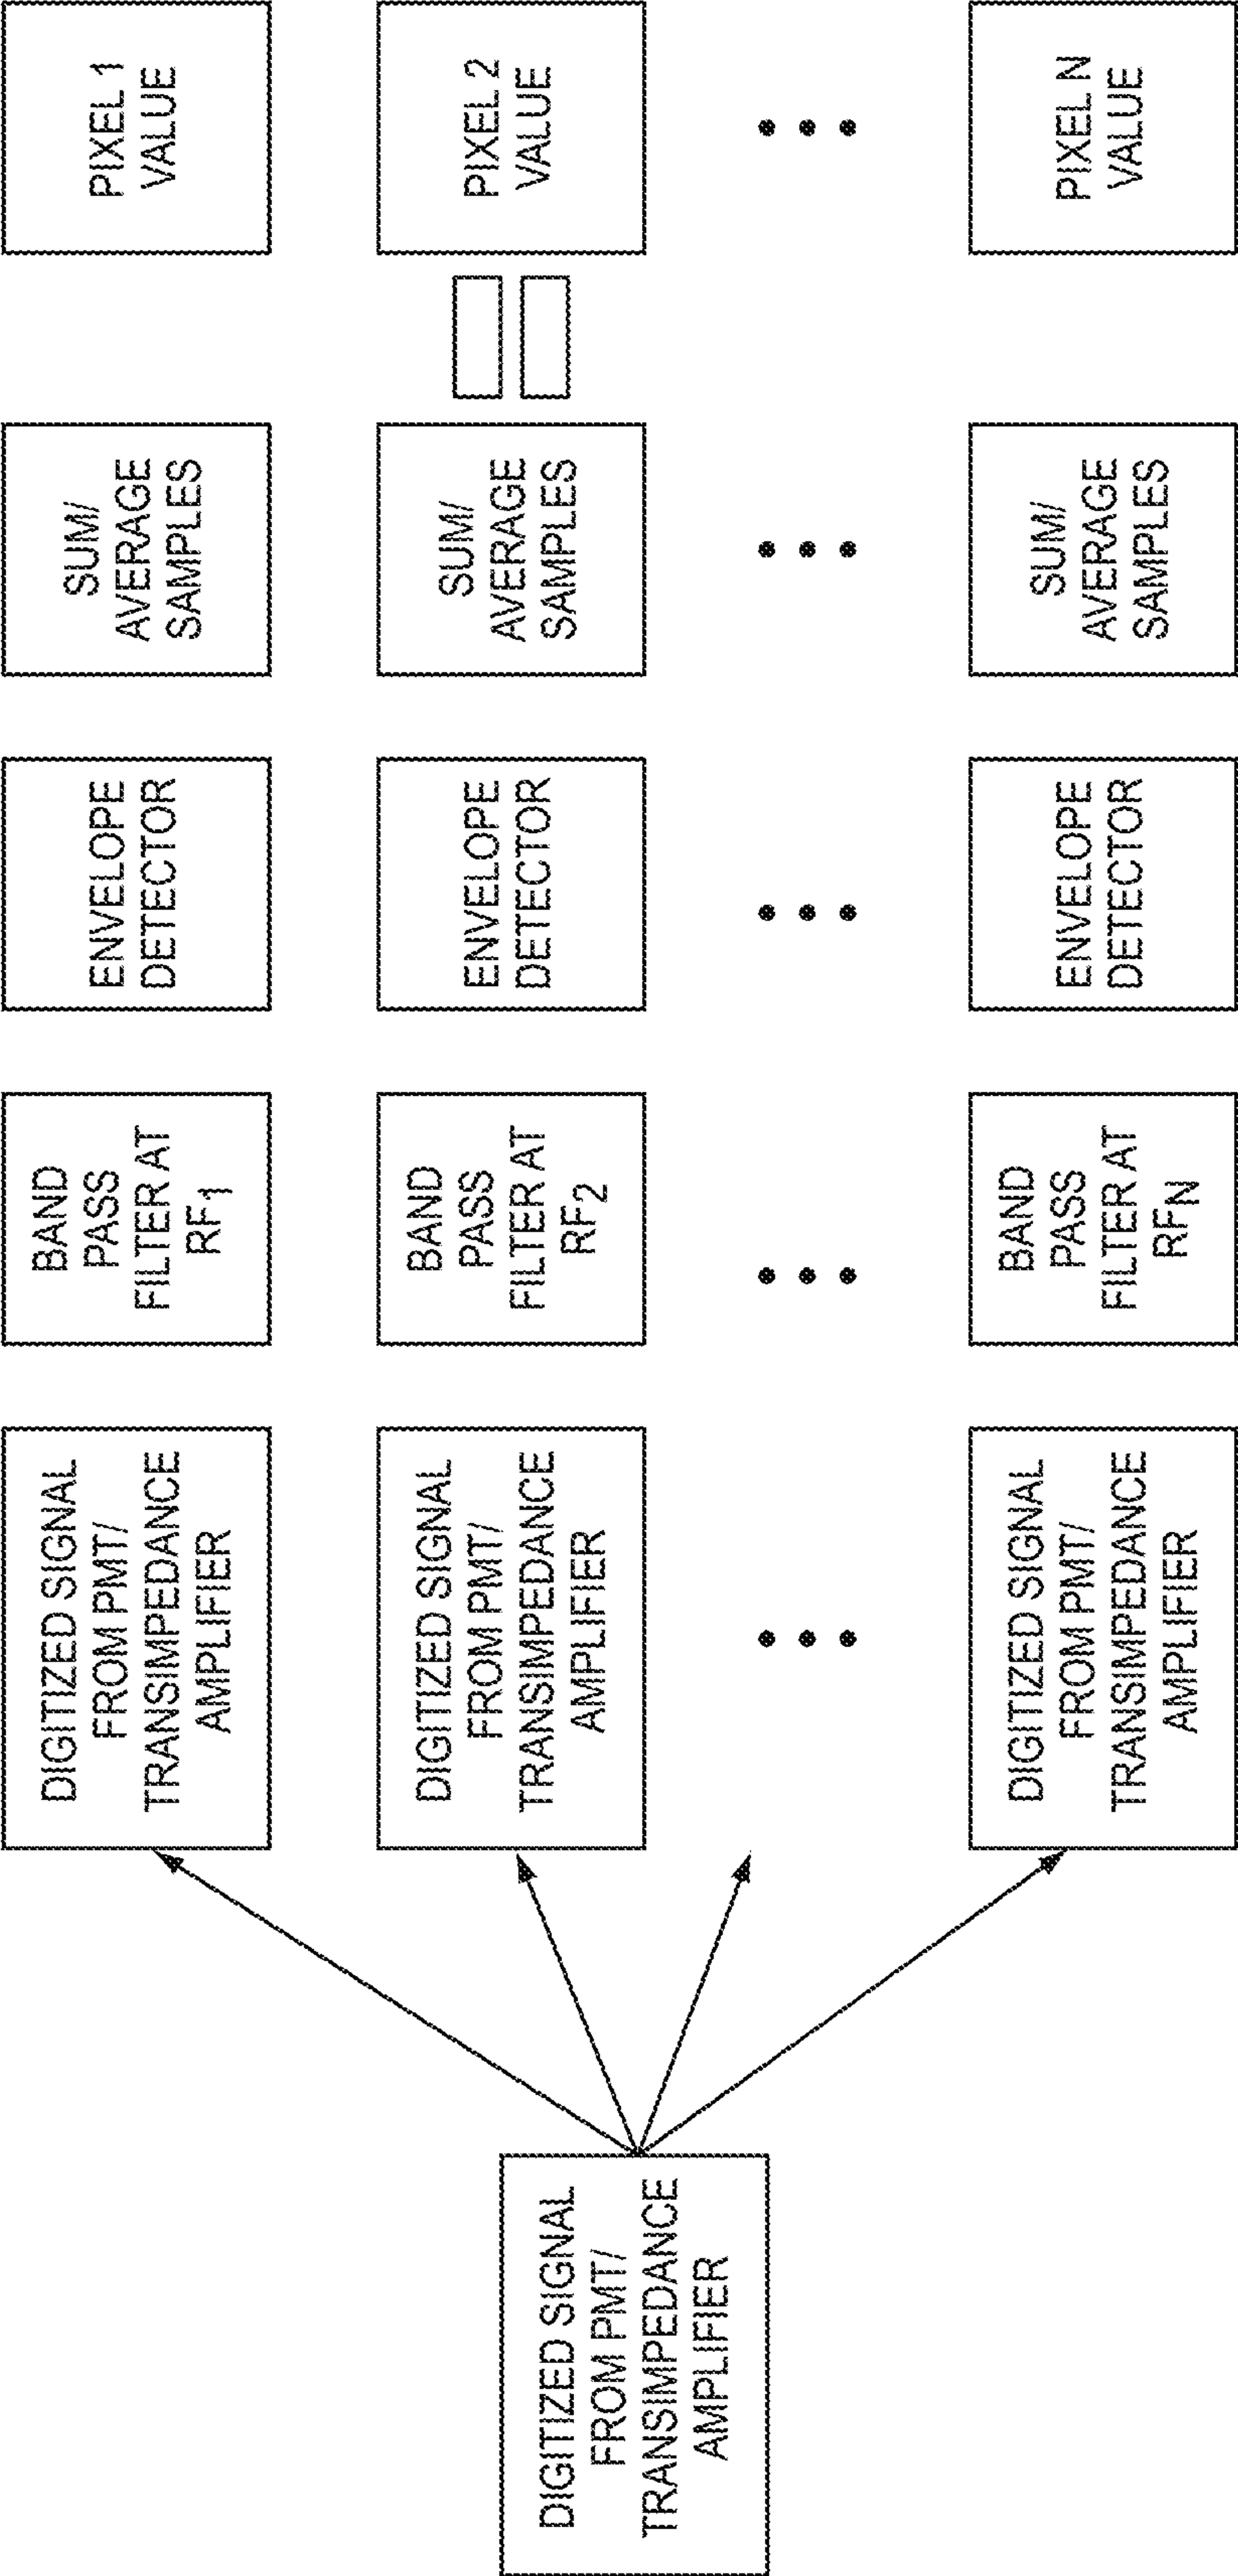 DIGITIZED SIGNAL
FROM PMT/
TRANSIMPEDANCE
AMPLIFIER
DIGITIZED SIGNAL
FROM PMT/
TRANSIMPEDANCE
AMPLIFIER
BAND
PASS
FILTER AT
RF1
ENVELOPE
DETECTOR
SUM/
AVERAGE
SAMPLES
PIXEL 1
VALUE
DIGITIZED SIGNAL
FROM PMT/
TRANSIMPEDANCE
AMPLIFIER
BAND
PASS
FILTER AT
RF2
ENVELOPE
DETECTOR
SUM/
AVERAGE
SAMPLES
PIXEL 2
VALUE
DIGITIZED SIGNAL
FROM PMT/
TRANSIMPEDANCE
AMPLIFIER
BAND
PASS
FILTER AT
RFN
ENVELOPE
DETECTOR
SUM/
AVERAGE
SAMPLES
PIXEL N
VALUE